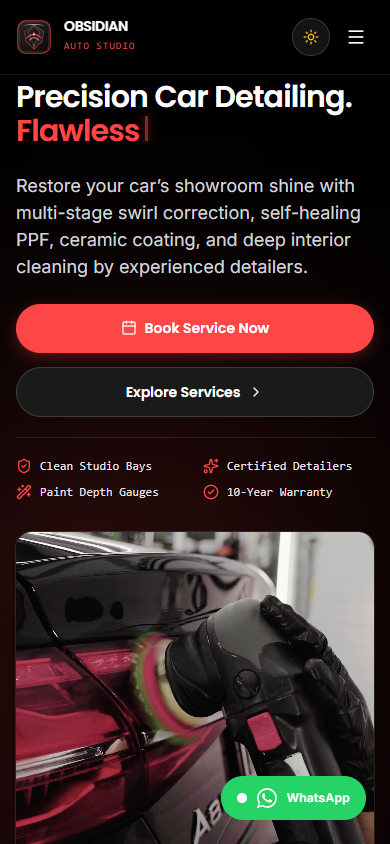 OBSIDIAN
AUTO STUDIO
Precision Car Detailing.
Flawless
Restore your car’s showroom shine with
multi-stage swirl correction, self-healing
PPF, ceramic coating, and deep interior
cleaning by experienced detailers.
Book Service Now
Explore Services
Clean Studio Bays
Certified Detailers
Paint Depth Gauges
10-Year Warranty
WhatsApp
A8